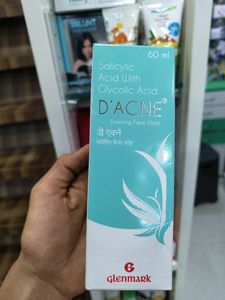 60 ml
Salicylic
Acid With
Glycolic Acid
D'ACNE®
Foaming Face Wash
डी एक्ने
फोमिंग फेस वॉश
G
glenmark